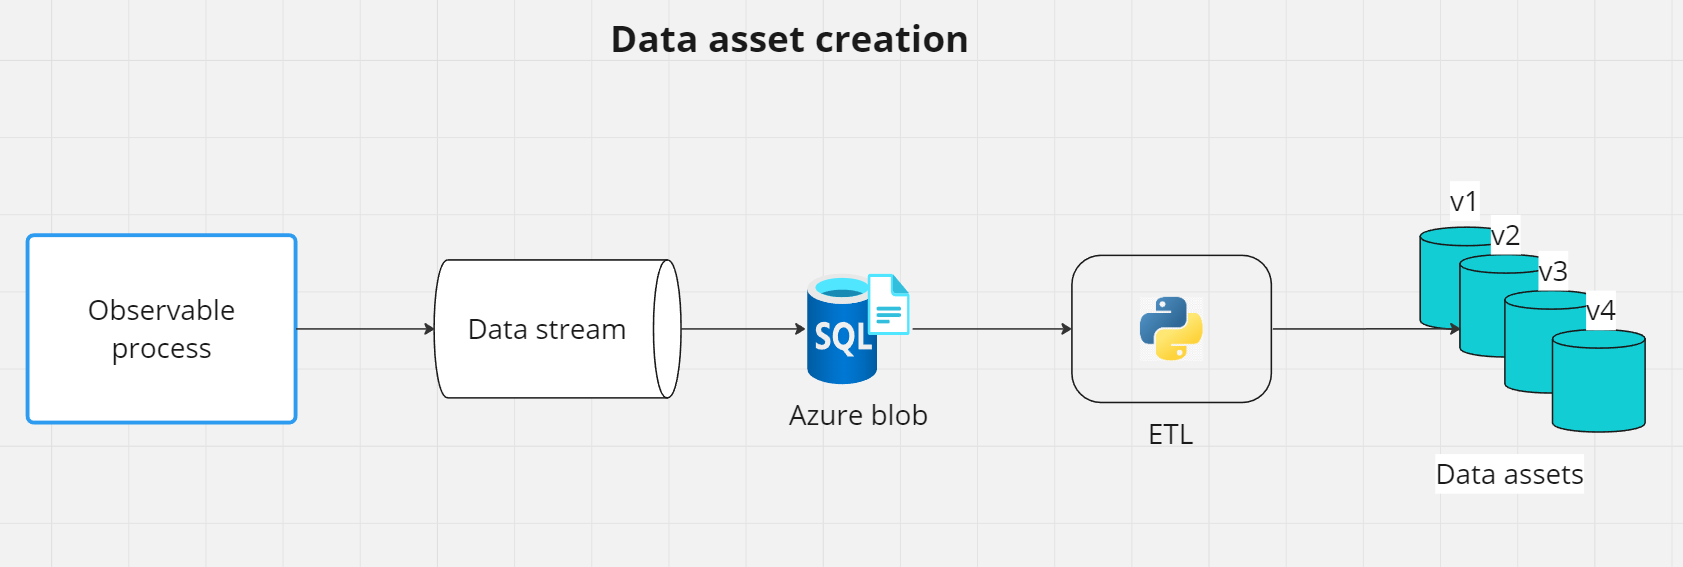 Data asset creation
Observable
process
Data stream
SQL
Azure blob
ETL
v1
v2
v3
v4
Data assets